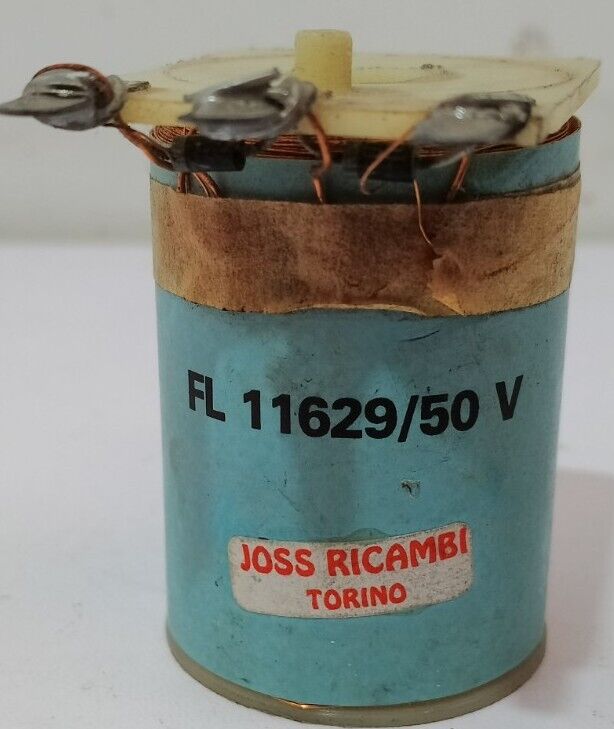 FL 11629/50 V
JOSS RICAMBI
TORINO